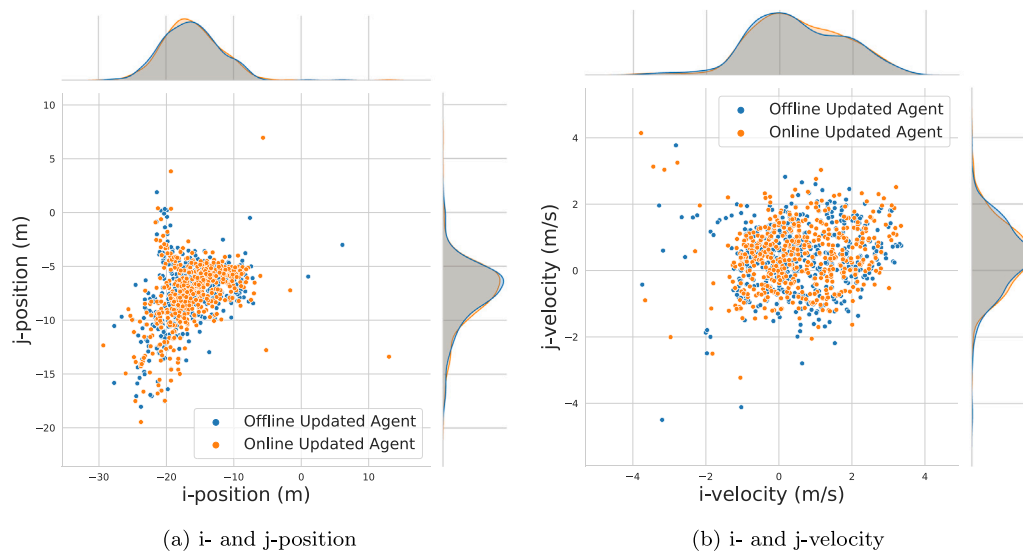 10
5
0
−5
−10
−15
−20
j-position (m)
−30
−20
−10
0
10
i-position (m)
Offline Updated Agent
Online Updated Agent
(a) i- and j-position
4
2
0
−2
−4
j-velocity (m/s)
Offline Updated Agent
Online Updated Agent
−4
−2
0
2
4
i-velocity (m/s)
(b) i- and j-velocity